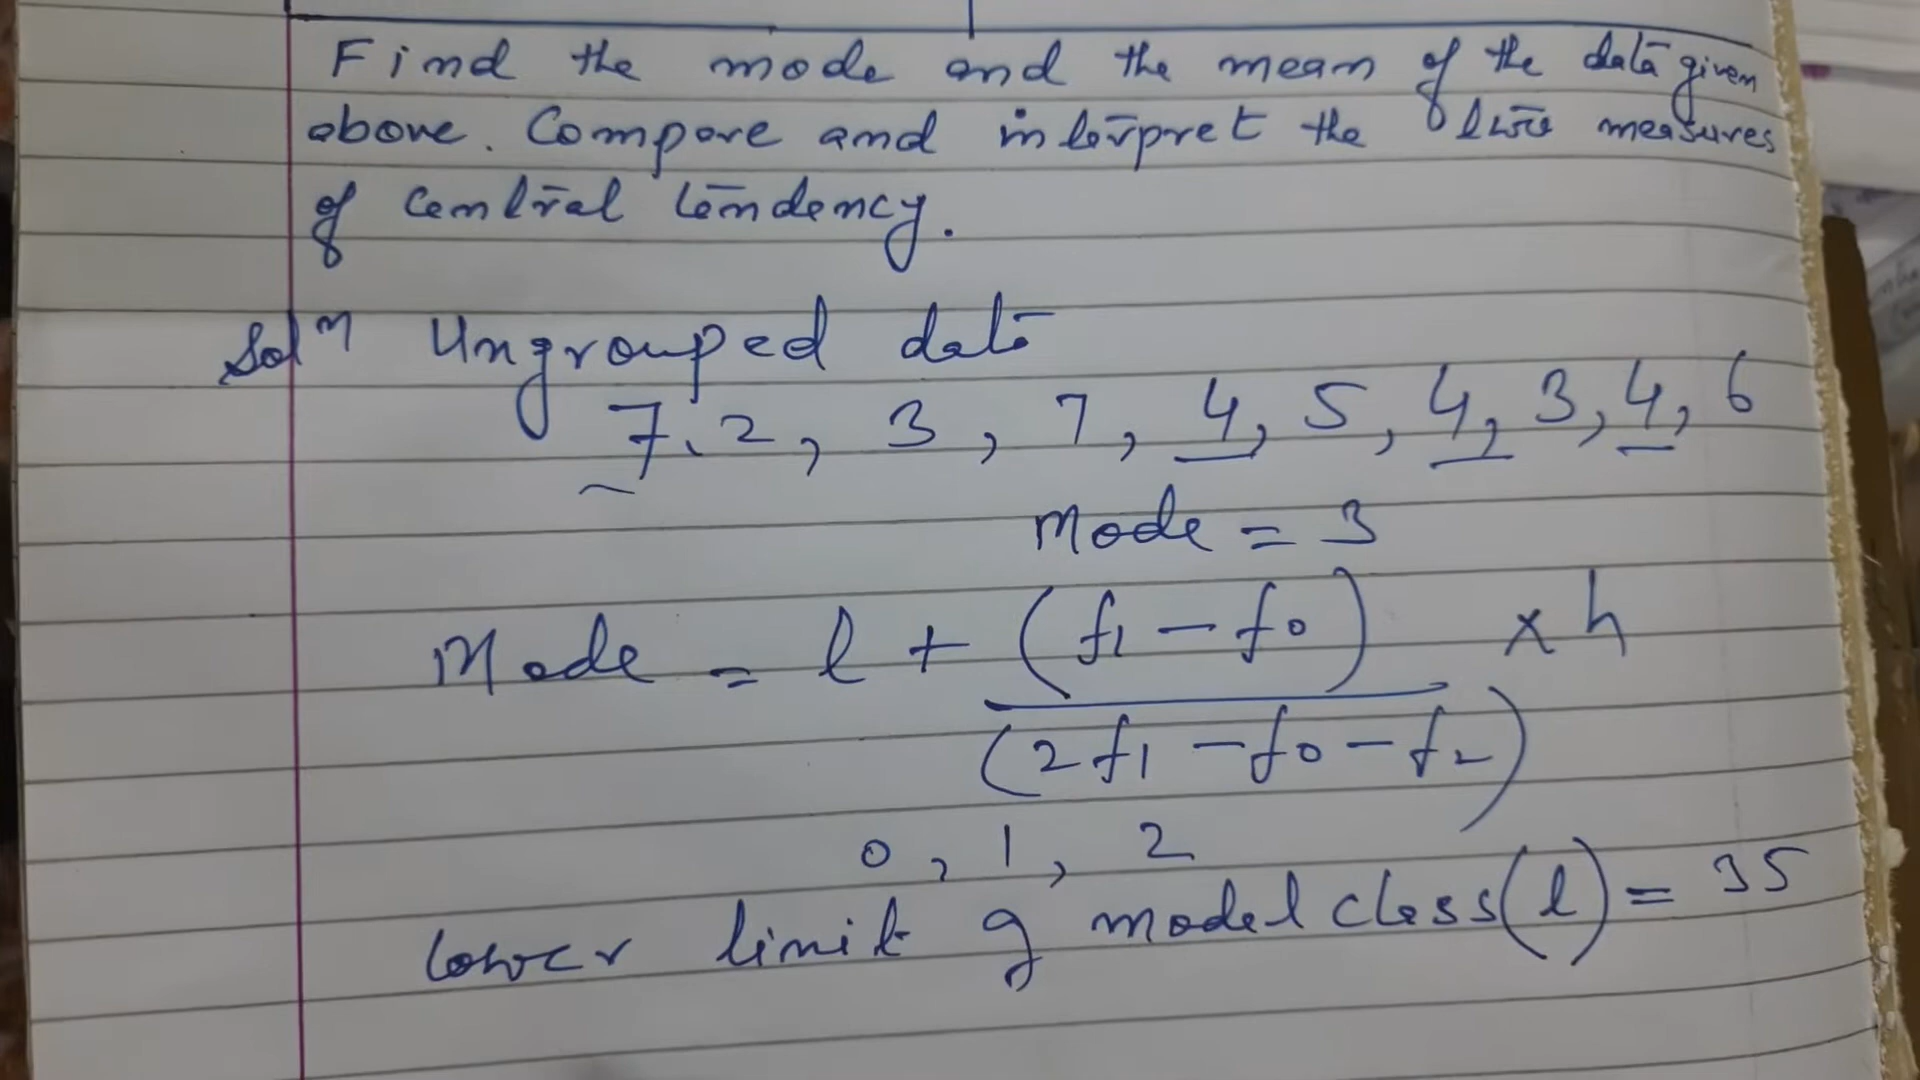 Find the mode and the mean of the data given
above. Compare and interpret the two measures
of central tendency.
Solⁿ Ungrouped data
7, 2, 3, 7, 4, 5, 4, 3, 4, 6
Mode = 3
Mode = l + (f1 - f0) x h
(2f1 - f0 - f2)
0, 1, 2
lower limit of model class (l) = 35